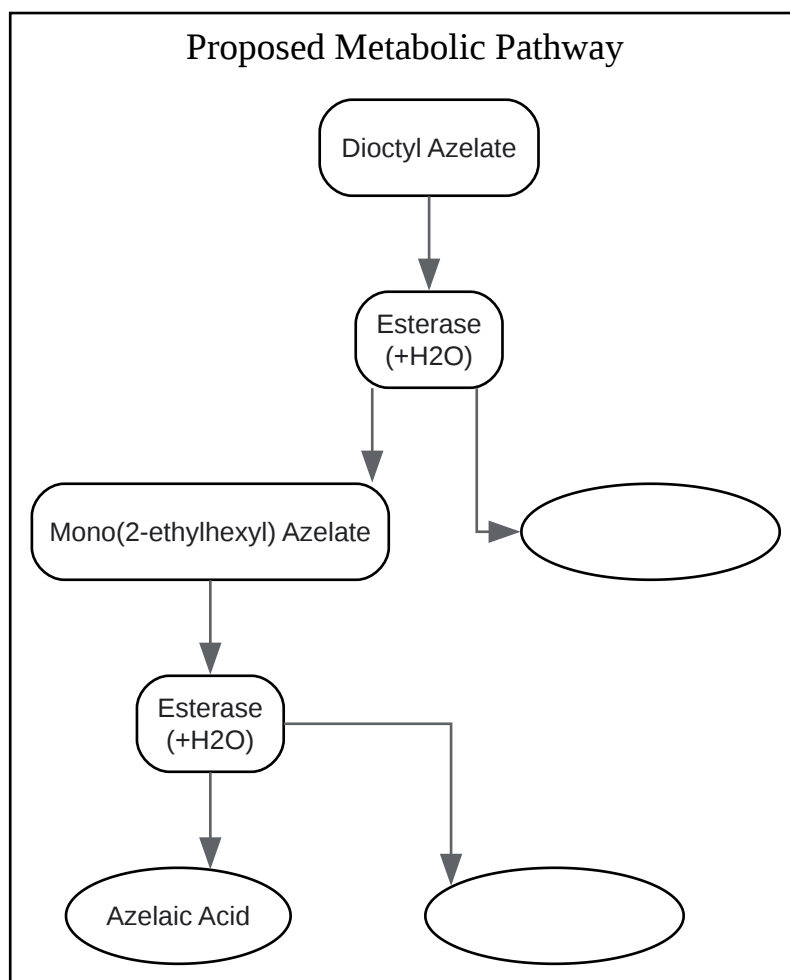 Proposed Metabolic Pathway
Dioctyl Azelate
Esterase
(+H2O)
Mono(2-ethylhexyl) Azelate
Esterase
(+H2O)
Azelaic Acid